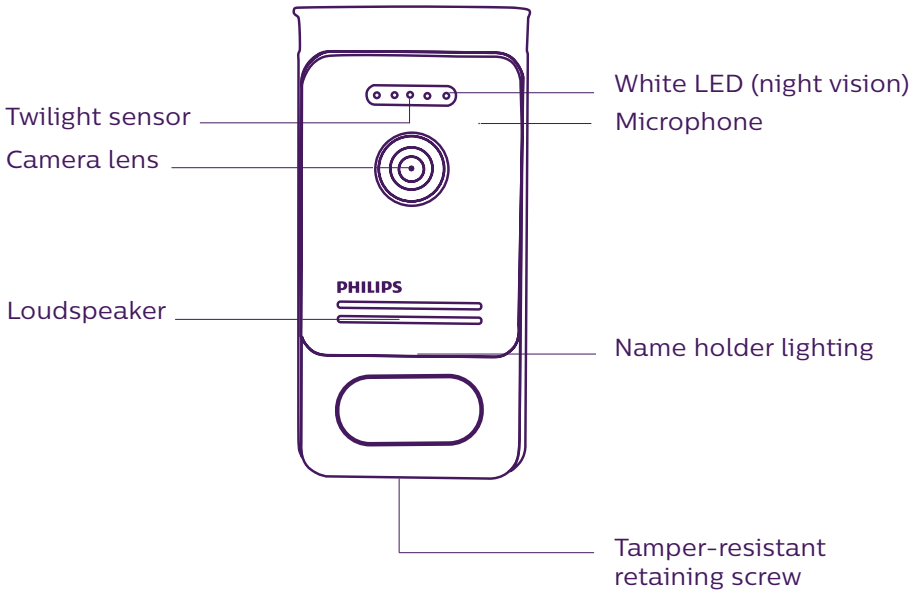 White LED (night vision)
Twilight sensor
Microphone
Camera lens
PHILIPS
Loudspeaker
Name holder lighting
Tamper-resistant
retaining screw